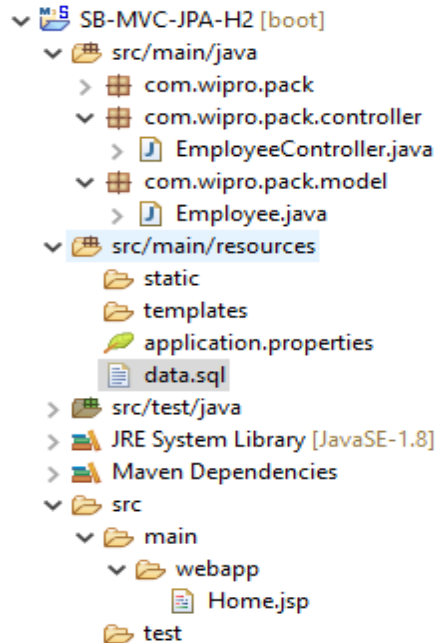 SB-MVC-JPA-H2 [boot]
src/main/java
com.wipro.pack
com.wipro.pack.controller
EmployeeController.java
com.wipro.pack.model
Employee.java
src/main/resources
static
templates
application.properties
data.sql
src/test/java
JRE System Library [JavaSE-1.8]
Maven Dependencies
src
main
webapp
Home.jsp
test